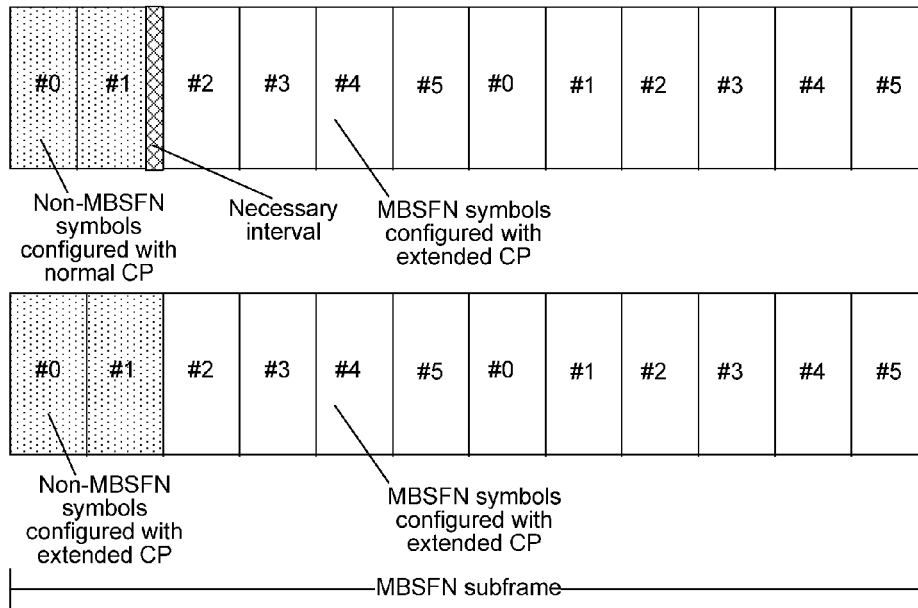 #0 #1 #2 #3 #4 #5 #0 #1 #2 #3 #4 #5
Non-MBSFN
symbols
configured with
normal CP
Necessary
interval
MBSFN symbols
configured with
extended CP
#0 #1 #2 #3 #4 #5 #0 #1 #2 #3 #4 #5
Non-MBSFN
symbols
configured with
extended CP
MBSFN symbols
configured with
extended CP
MBSFN subframe